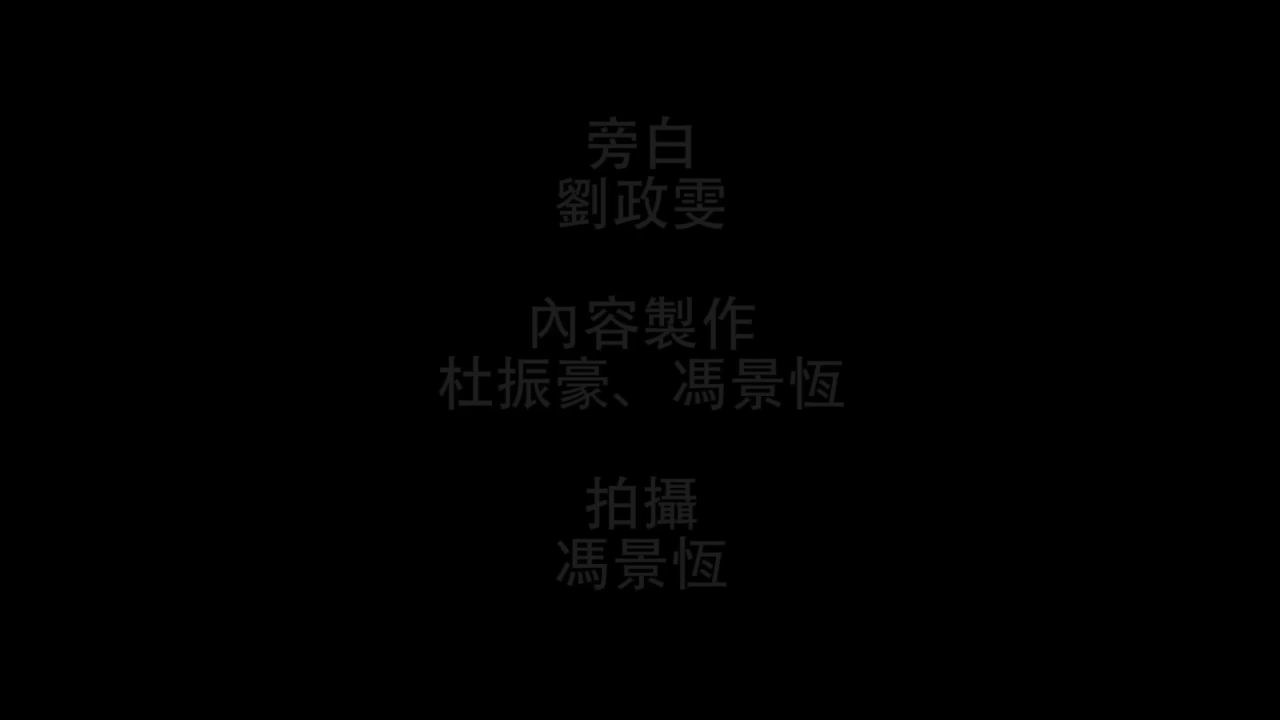 旁白
劉政雯
內容製作
杜振豪、馮景恆
拍攝
馮景恆